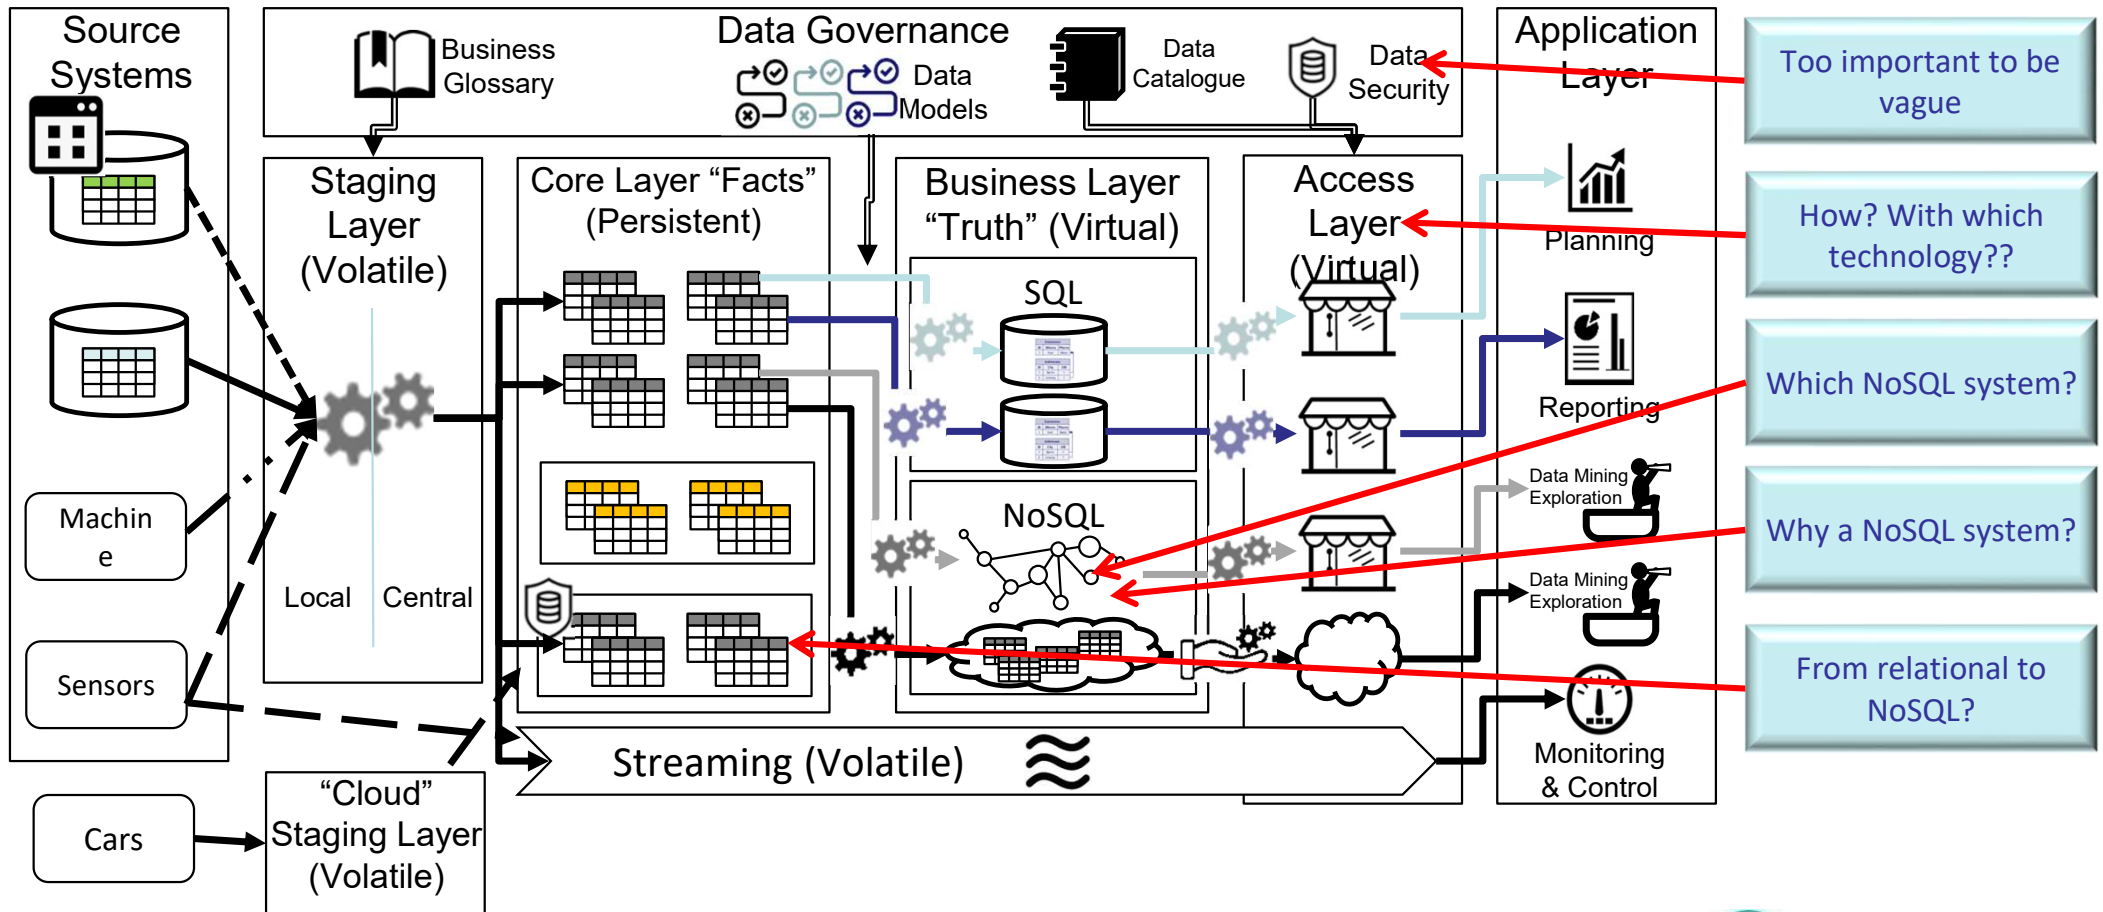 Source
Systems
Machin
e
Sensors
Cars
Business
Glossary
Data Governance
Data
Models
Data
Catalogue
Data
Security
Staging
Layer
(Volatile)
Local
Central
“Cloud”
Staging Layer
(Volatile)
Core Layer “Facts”
(Persistent)
Business Layer
“Truth” (Virtual)
SQL
NoSQL
Streaming (Volatile)
Access
Layer
(Virtual)
Application
Layer
Planning
Reporting
Data Mining
Exploration
Data Mining
Exploration
Monitoring
& Control
Too important to be
vague
How? With which
technology??
Which NoSQL system?
Why a NoSQL system?
From relational to
NoSQL?